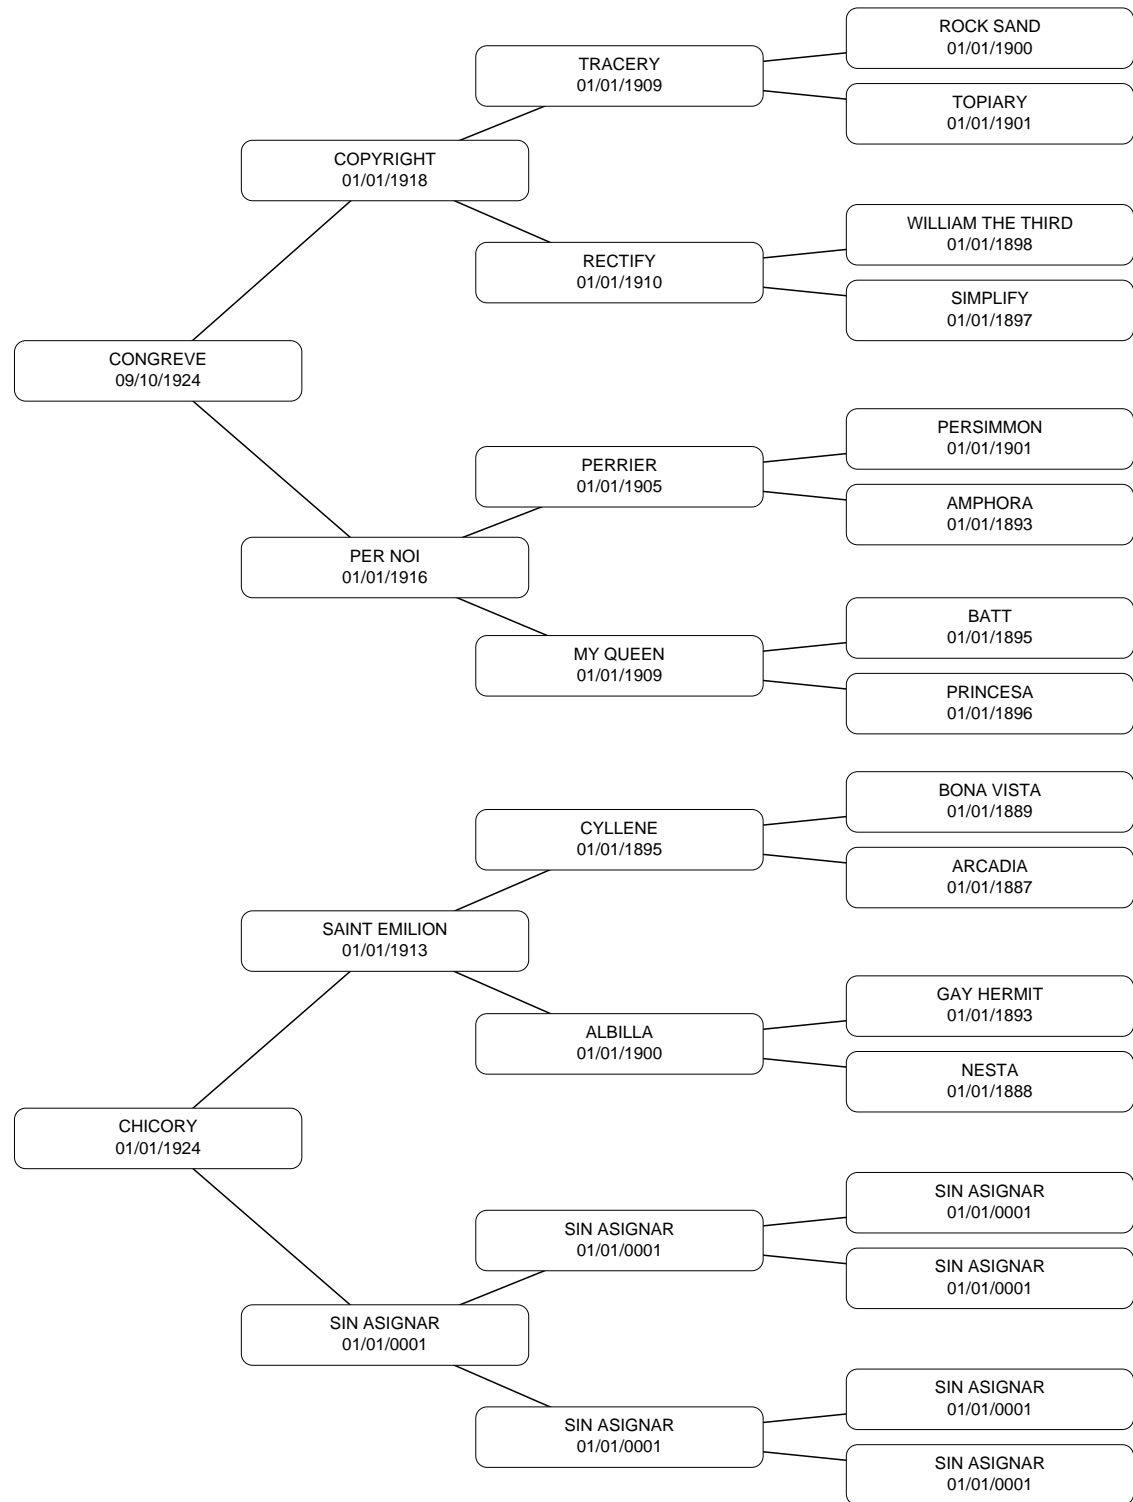 ROCK SAND
01/01/1900
TRACERY
01/01/1909
TOPIARY
01/01/1901
COPYRIGHT
01/01/1918
WILLIAM THE THIRD
01/01/1898
RECTIFY
01/01/1910
SIMPLIFY
01/01/1897
CONGREVE
09/10/1924
PERSIMMON
01/01/1901
PERRIER
01/01/1905
AMPHORA
01/01/1893
PER NOI
01/01/1916
BATT
01/01/1895
MY QUEEN
01/01/1909
PRINCESA
01/01/1896
BONA VISTA
01/01/1889
CYLLENE
01/01/1895
ARCADIA
01/01/1887
SAINT EMILION
01/01/1913
GAY HERMIT
01/01/1893
ALBILLA
01/01/1900
NESTA
01/01/1888
CHICORY
01/01/1924
SIN ASIGNAR
01/01/0001
SIN ASIGNAR
01/01/0001
SIN ASIGNAR
01/01/0001
SIN ASIGNAR
01/01/0001
SIN ASIGNAR
01/01/0001
SIN ASIGNAR
01/01/0001
SIN ASIGNAR
01/01/0001